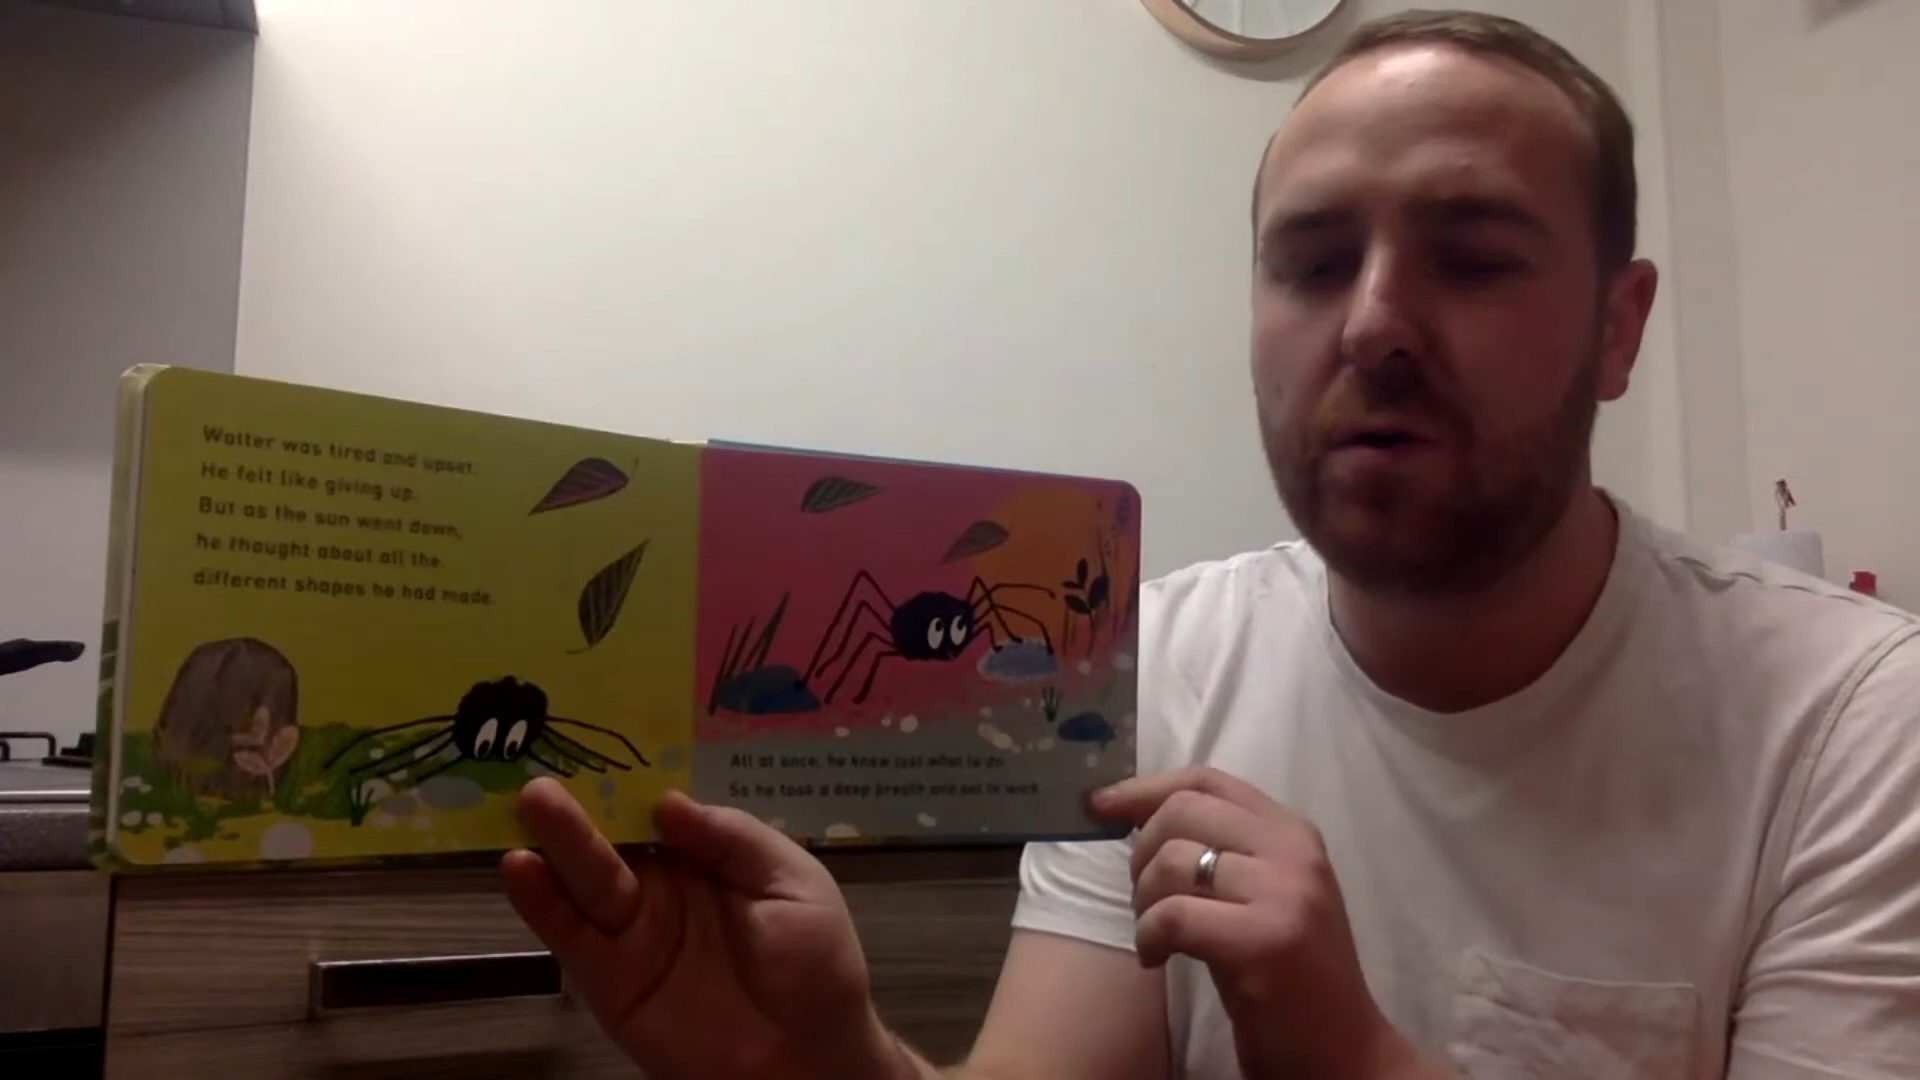 Walter was tired and upset.
He felt like giving up.
But as the sun went down,
he thought about all the
different shapes he had made.
All at once, he knew just what to do.
So he took a deep breath and set to work.